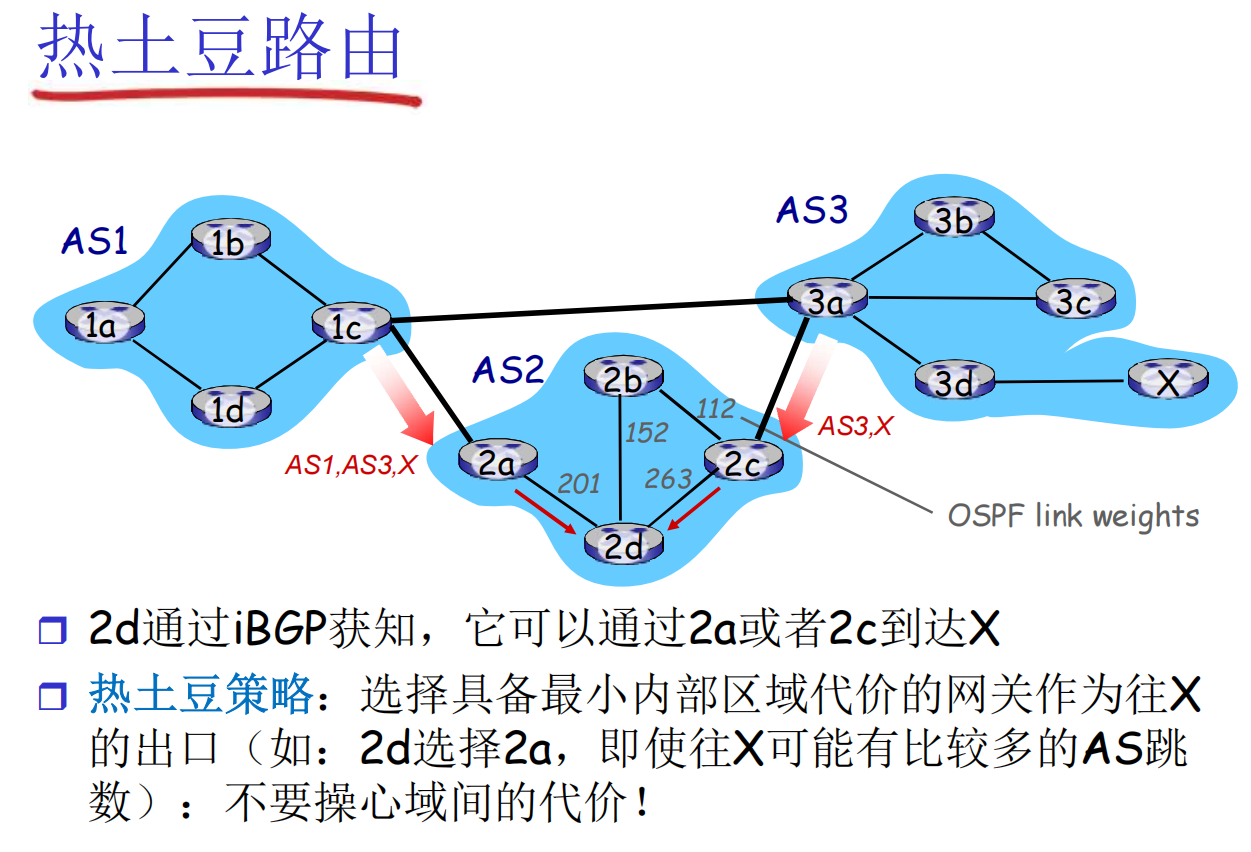 热土豆路由
AS1
1b
1a
1c
1d
AS3
3b
3a
3c
3d
X
AS2
2b
112
152
2a
2c
201
263
2d
AS1,AS3,X
AS3,X
OSPF link weights
2d通过iBGP获知，它可以通过2a或者2c到达X
热土豆策略：选择具备最小内部区域代价的网关作为往X
的出口（如：2d选择2a，即使往X可能有比较多的AS跳
数）：不要操心域间的代价！